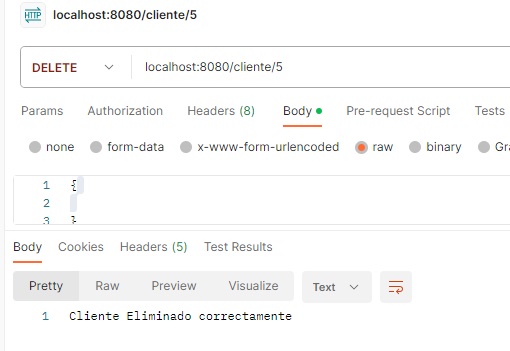 HTTP localhost:8080/cliente/5
DELETE localhost:8080/cliente/5
Params Authorization Headers (8) Body Pre-request Script Tests
none form-data x-www-form-urlencoded raw binary Gra
1 {
2
3 }
Body Cookies Headers (5) Test Results
Pretty Raw Preview Visualize Text
1 Cliente Eliminado correctamente